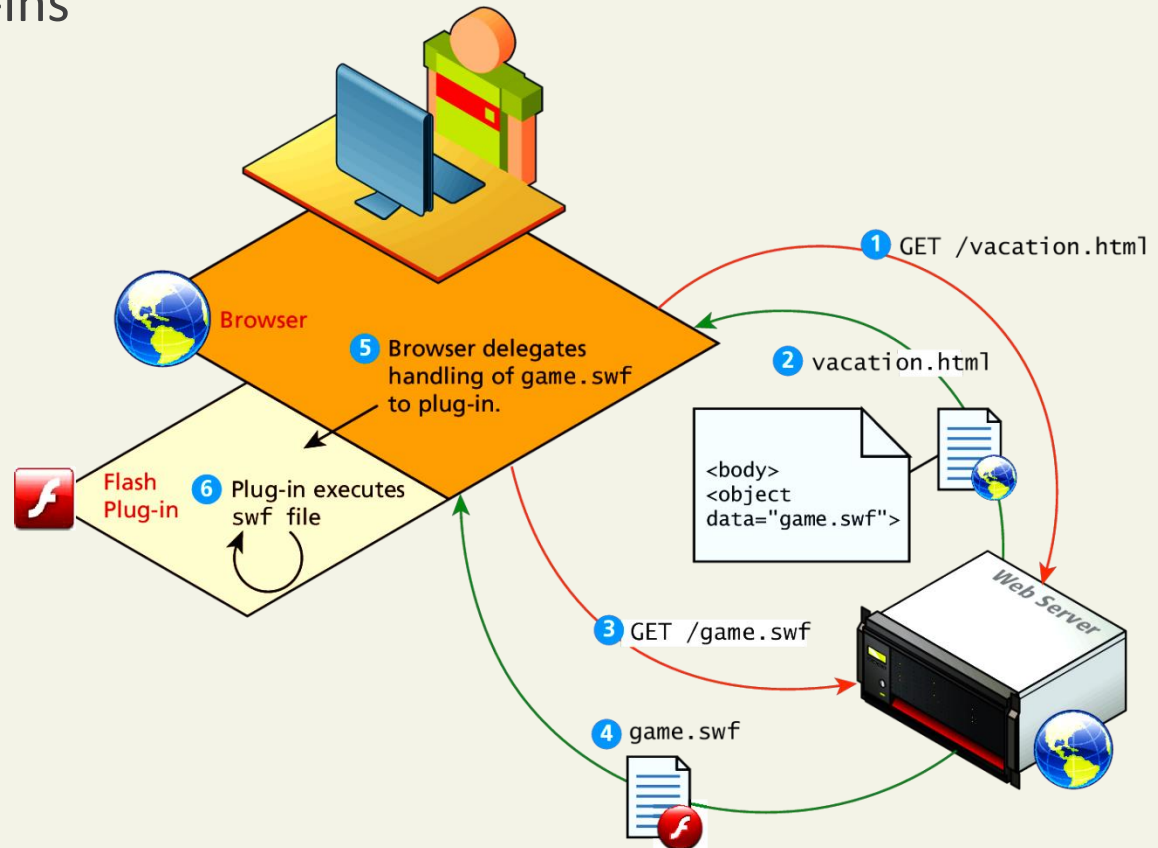 -ins
1 GET /vacation.html
2 vacation.html
<body>
<object
data="game.swf">
Web Server
3 GET /game.swf
4 game.swf
Browser
5 Browser delegates
handling of game.swf
to plug-in.
Flash
Plug-in
6 Plug-in executes
swf file